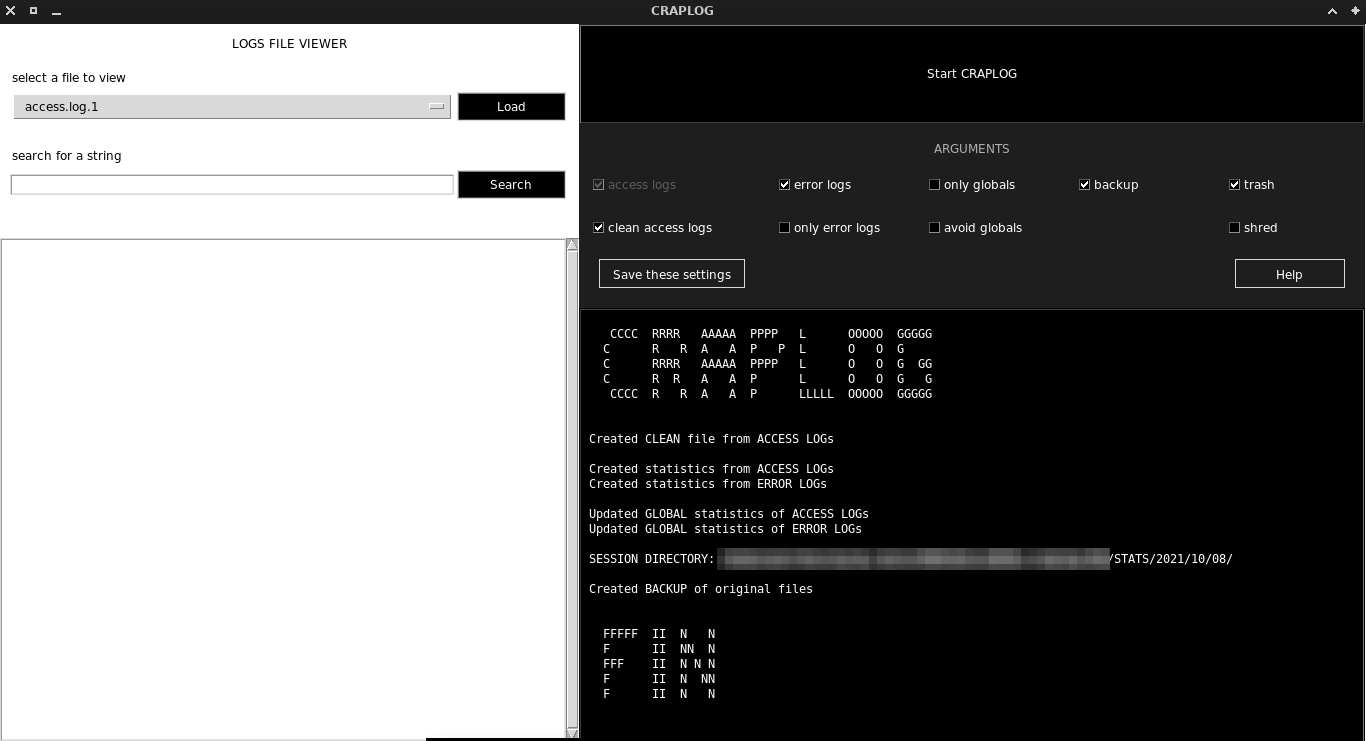 CRAPLOG
LOGS FILE VIEWER
select a file to view
access.log.1
Load
search for a string
Search
Start CRAPLOG
ARGUMENTS
access logs error logs only globals backup trash
clean access logs only error logs avoid globals shred
Save these settings Help
 CCCC  RRRR   AAAAA  PPPP   L      OOOOO  GGGGG
C      R   R  A   A  P   P  L      O   O  G
C      RRRR   AAAAA  PPPP   L      O   O  G  GG
C      R  R   A   A  P      L      O   O  G   G
 CCCC  R   R  A   A  P      LLLLL  OOOOO  GGGGG
Created CLEAN file from ACCESS LOGs
Created statistics from ACCESS LOGs
Created statistics from ERROR LOGs
Updated GLOBAL statistics of ACCESS LOGs
Updated GLOBAL statistics of ERROR LOGs
SESSION DIRECTORY: /STATS/2021/10/08/
Created BACKUP of original files
FFFFF  II  N   N
F      II  NN  N
FFF    II  N N N
F      II  N  NN
F      II  N   N